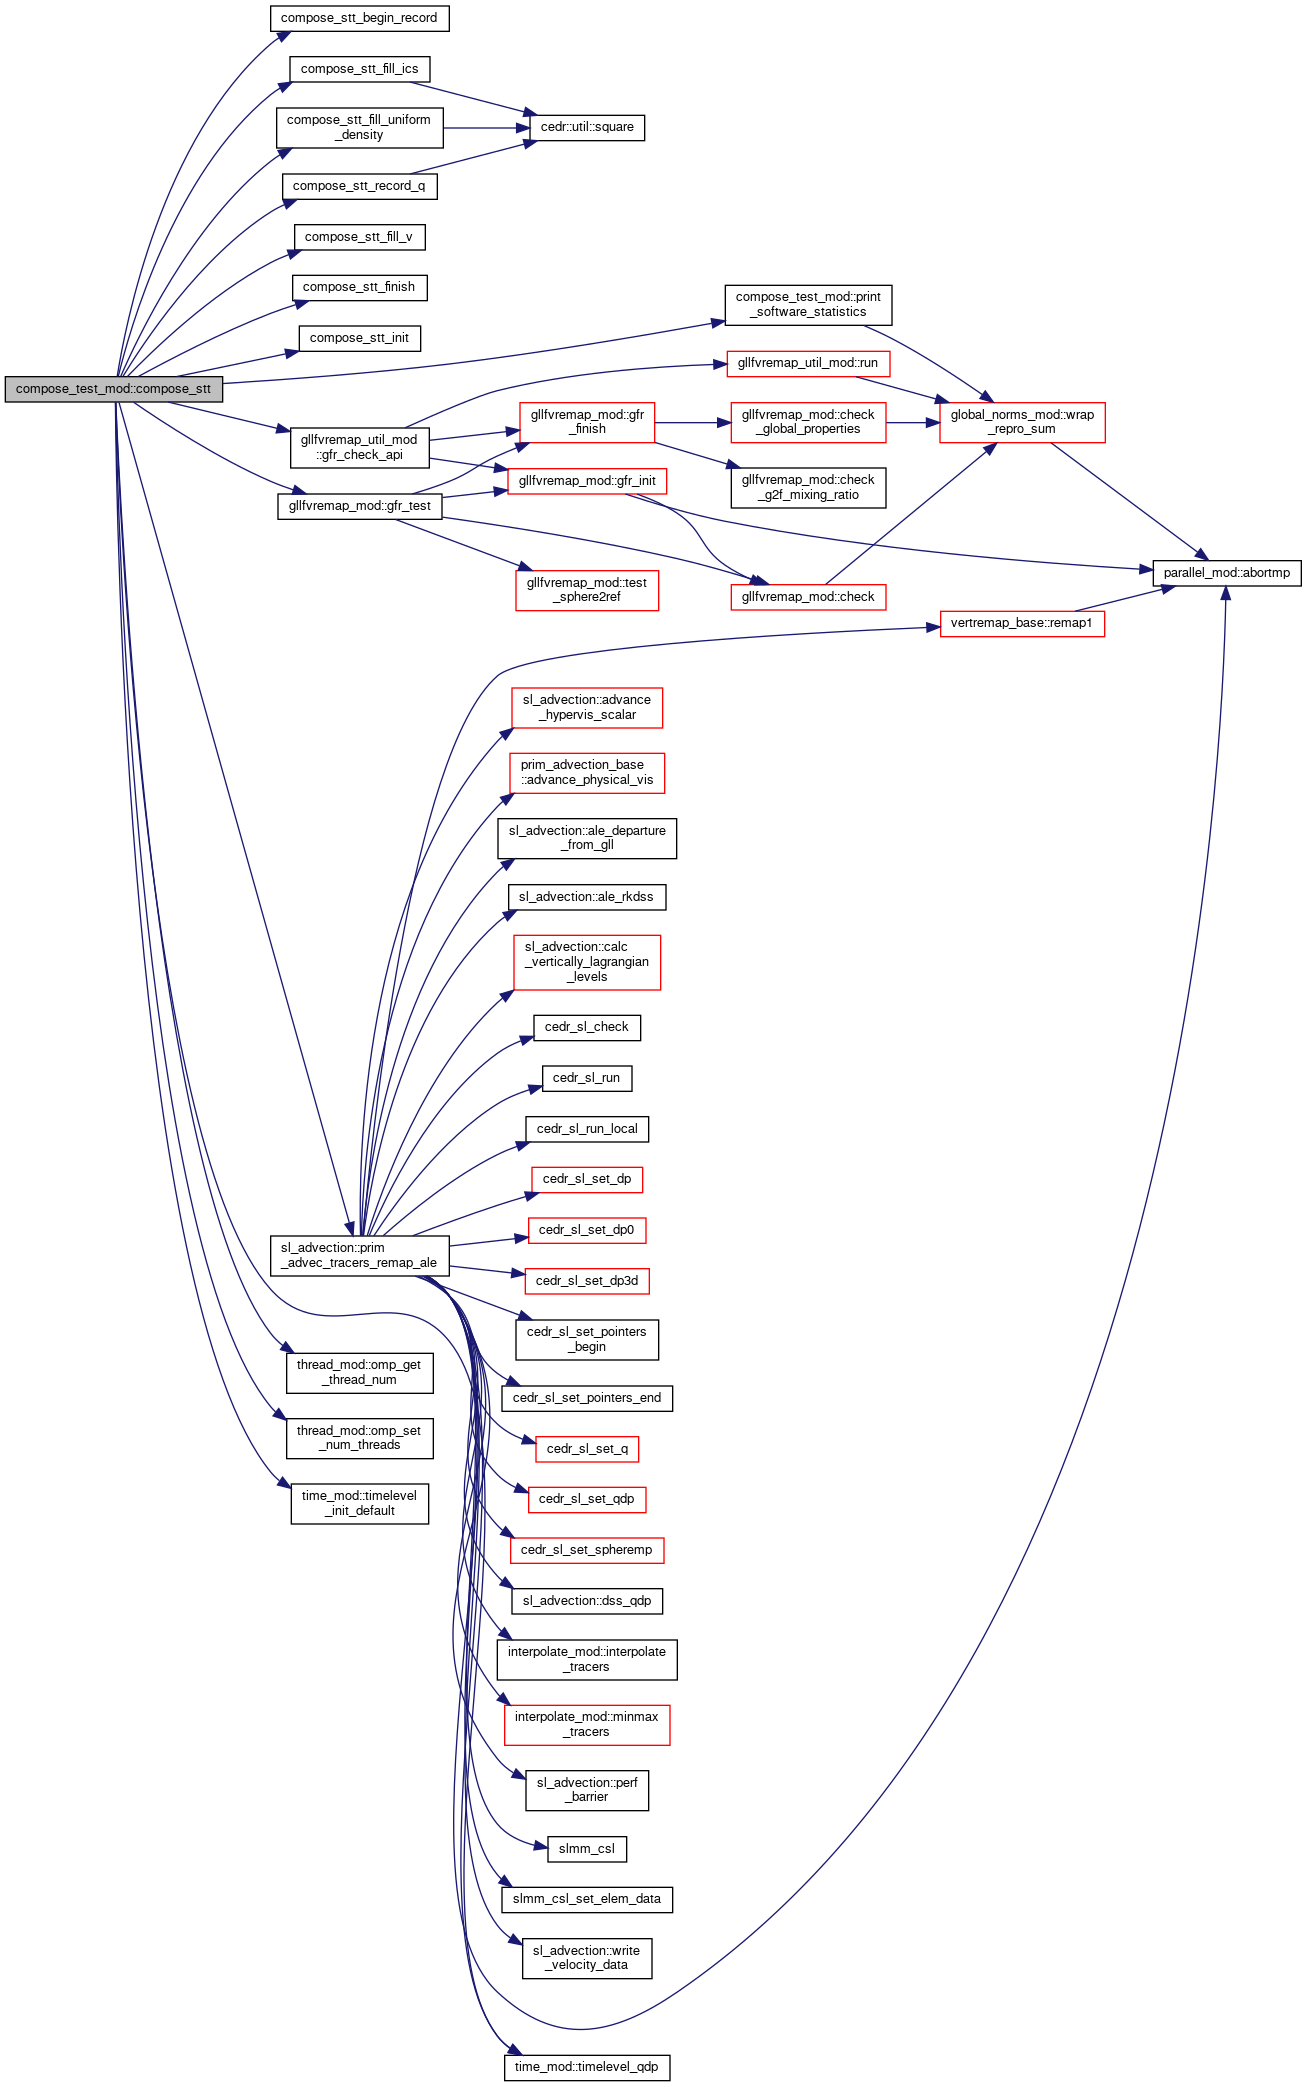 compose_stt_begin_record
compose_stt_fill_ics
compose_stt_fill_uniform
_density
cedr::util::square
compose_stt_record_q
compose_stt_fill_v
compose_stt_finish
compose_test_mod::print
_software_statistics
compose_stt_init
gllfvremap_util_mod::run
compose_test_mod::compose_stt
gllfvremap_mod::gfr
_finish
gllfvremap_mod::check
_global_properties
global_norms_mod::wrap
_repro_sum
gllfvremap_util_mod
::gfr_check_api
gllfvremap_mod::gfr_init
gllfvremap_mod::check
_g2f_mixing_ratio
gllfvremap_mod::gfr_test
parallel_mod::abortmp
gllfvremap_mod::test
_sphere2ref
gllfvremap_mod::check
vertremap_base::remap1
sl_advection::advance
_hypervis_scalar
prim_advection_base
::advance_physical_vis
sl_advection::ale_departure
_from_gll
sl_advection::ale_rkdss
sl_advection::calc
_vertically_lagrangian
_levels
cedr_sl_check
cedr_sl_run
cedr_sl_run_local
cedr_sl_set_dp
cedr_sl_set_dp0
sl_advection::prim
_advec_tracers_remap_ale
cedr_sl_set_dp3d
cedr_sl_set_pointers
_begin
thread_mod::omp_get
_thread_num
cedr_sl_set_pointers_end
thread_mod::omp_set
_num_threads
cedr_sl_set_q
time_mod::timelevel
_init_default
cedr_sl_set_qdp
cedr_sl_set_spheremp
sl_advection::dss_qdp
interpolate_mod::interpolate
_tracers
interpolate_mod::minmax
_tracers
sl_advection::perf
_barrier
slmm_csl
slmm_csl_set_elem_data
sl_advection::write
_velocity_data
time_mod::timelevel_qdp